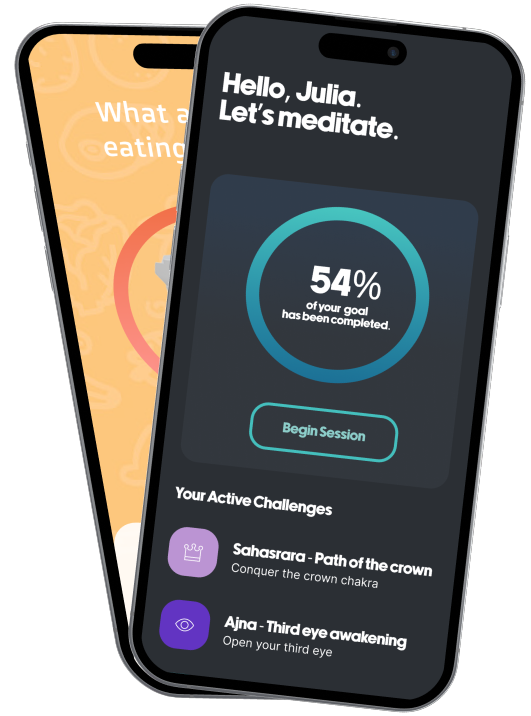 What a
eating
Hello, Julia.
Let's meditate.
54%
of your goal
has been completed.
Begin Session
Your Active Challenges
Sahasrara - Path of the crown
Conquer the crown chakra
Ajna - Third eye awakening
Open your third eye